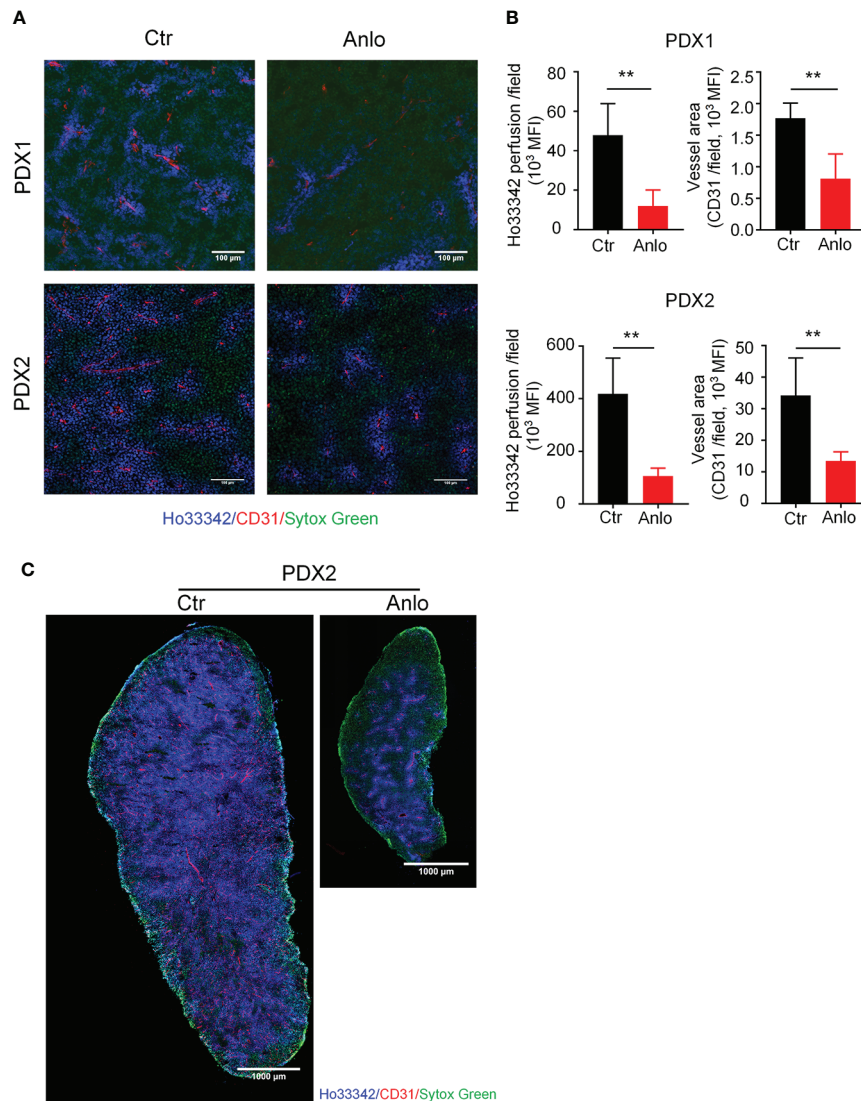 A
Ctr
Anlo
PDX1
100 µm
100 µm
PDX2
100 µm
100 µm
Ho33342/CD31/Sytox Green
B
PDX1
Ho33342 perfusion /field
(10³ MFI)
80
60
40
20
0
**
Ctr
Anlo
Vessel area
(CD31 /field, 10³ MFI)
2.5
2.0
1.5
1.0
0.5
0.0
**
Ctr
Anlo
PDX2
Ho33342 perfusion /field
(10³ MFI)
600
400
200
0
**
Ctr
Anlo
Vessel area
(CD31 /field, 10³ MFI)
50
40
30
20
10
0
**
Ctr
Anlo
C
PDX2
Ctr
Anlo
1000 µm
1000 µm
Ho33342/CD31/Sytox Green